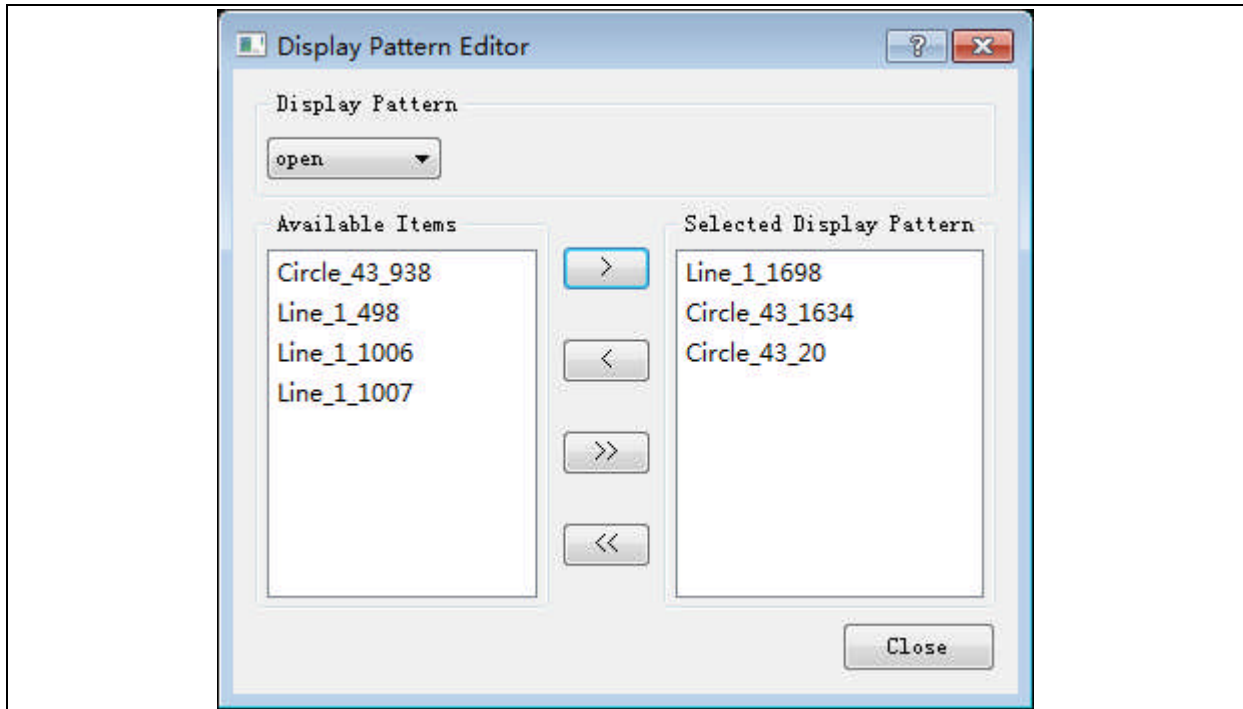 Display Pattern Editor
?
Display Pattern
open
Available Items
Circle_43_938
Line_1_498
Line_1_1006
Line_1_1007
>
<
>>
<<
Selected Display Pattern
Line_1_1698
Circle_43_1634
Circle_43_20
Close